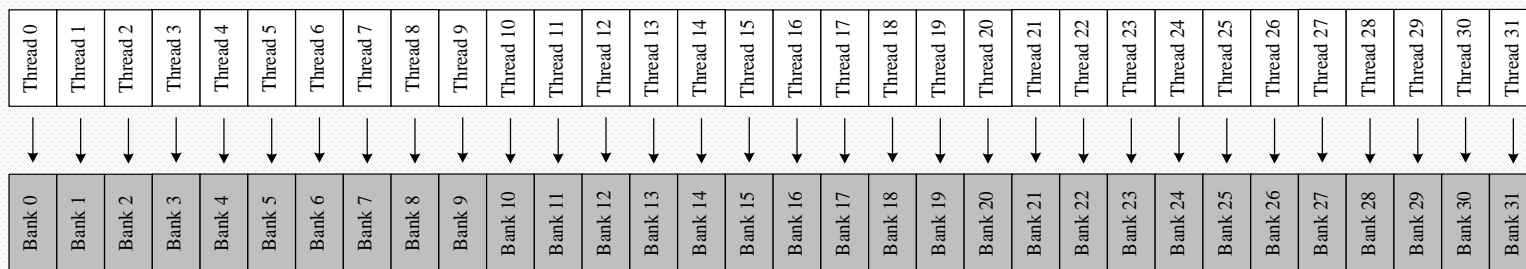 Thread 0 Thread 1 Thread 2 Thread 3 Thread 4 Thread 5 Thread 6 Thread 7 Thread 8 Thread 9 Thread 10 Thread 11 Thread 12 Thread 13 Thread 14 Thread 15 Thread 16 Thread 17 Thread 18 Thread 19 Thread 20 Thread 21 Thread 22 Thread 23 Thread 24 Thread 25 Thread 26 Thread 27 Thread 28 Thread 29 Thread 30 Thread 31
Bank 0 Bank 1 Bank 2 Bank 3 Bank 4 Bank 5 Bank 6 Bank 7 Bank 8 Bank 9 Bank 10 Bank 11 Bank 12 Bank 13 Bank 14 Bank 15 Bank 16 Bank 17 Bank 18 Bank 19 Bank 20 Bank 21 Bank 22 Bank 23 Bank 24 Bank 25 Bank 26 Bank 27 Bank 28 Bank 29 Bank 30 Bank 31